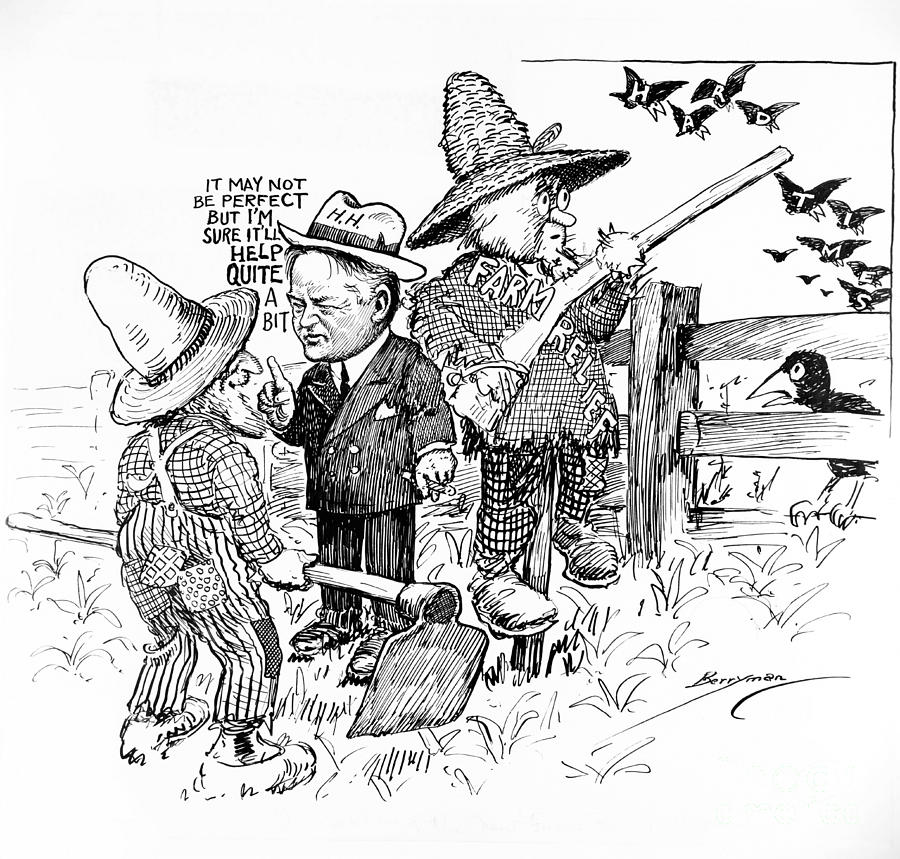 IT MAY NOT
BE PERFECT
BUT I'M
SURE IT'LL
HELP
QUITE
A
BIT
H.H.
FARM
RELIEF
HARD
TIMES
Berryman